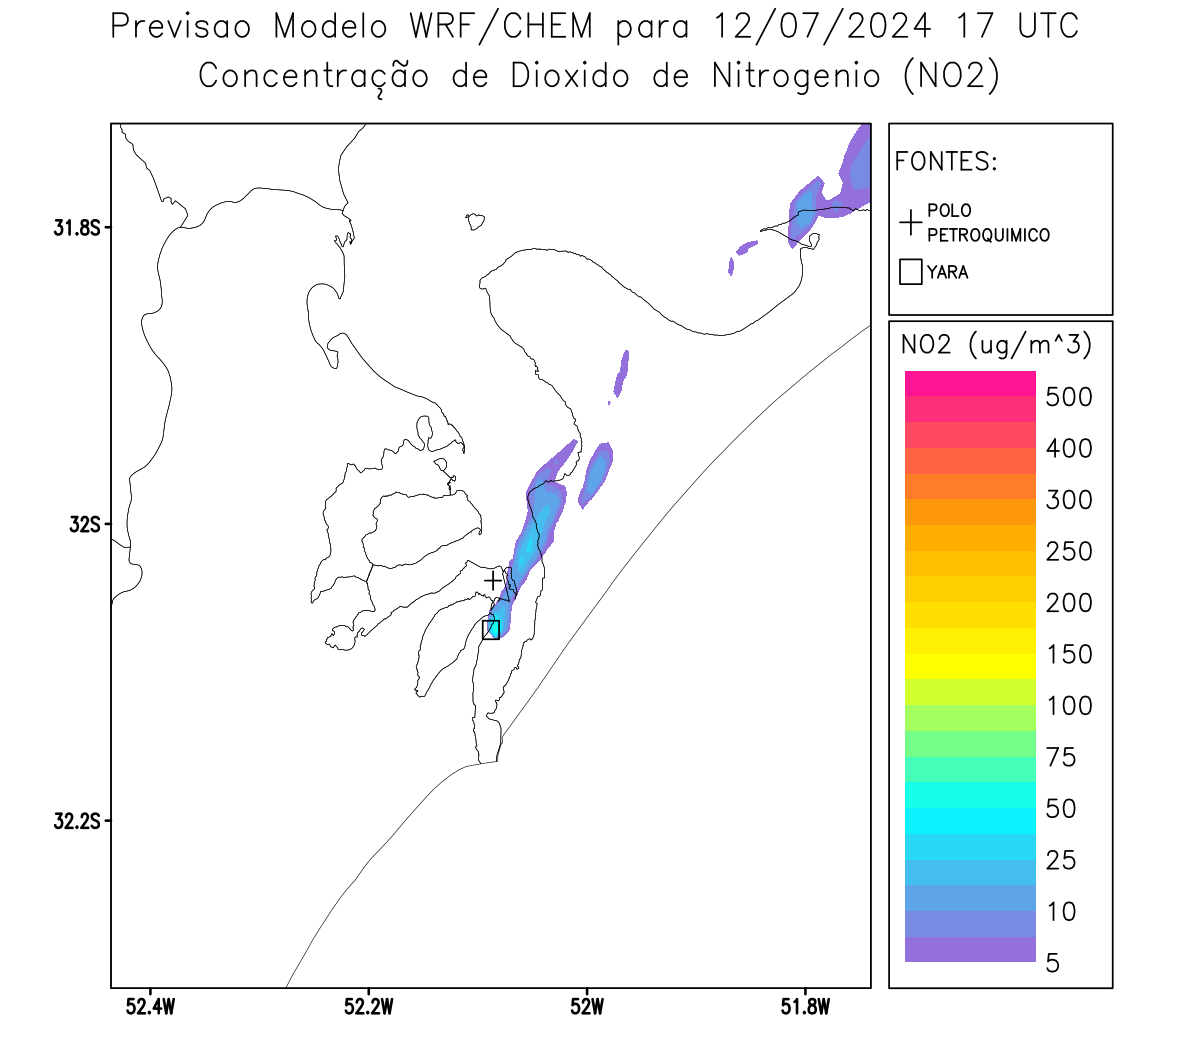 Previsao Modelo WRF/CHEM para 12/07/2024 17 UTC
Concentração de Dioxido de Nitrogenio (NO2)
FONTES:
POLO
PETROQUIMICO
YARA
31.8S
32S
32.2S
52.4W
52.2W
52W
51.8W
NO2 (ug/m^3)
500
400
300
250
200
150
100
75
50
25
10
5